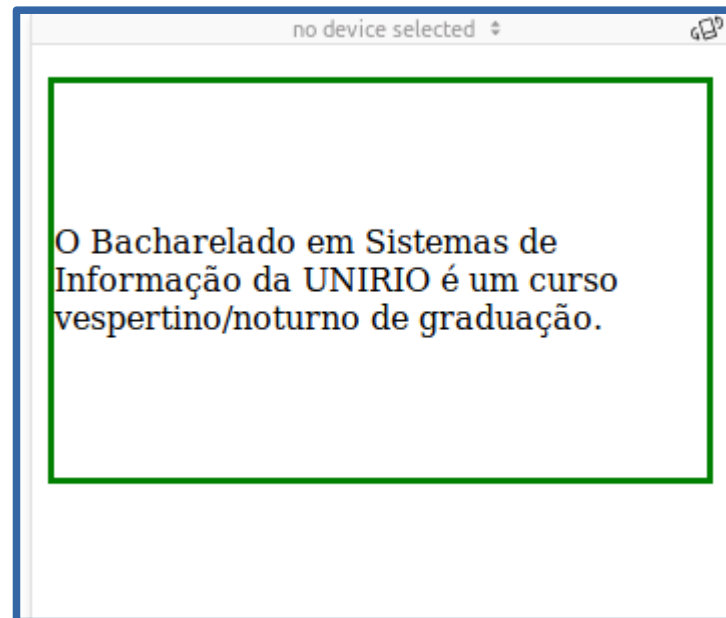 no device selected
O Bacharelado em Sistemas de
Informação da UNIRIO é um curso
vespertino/noturno de graduação.